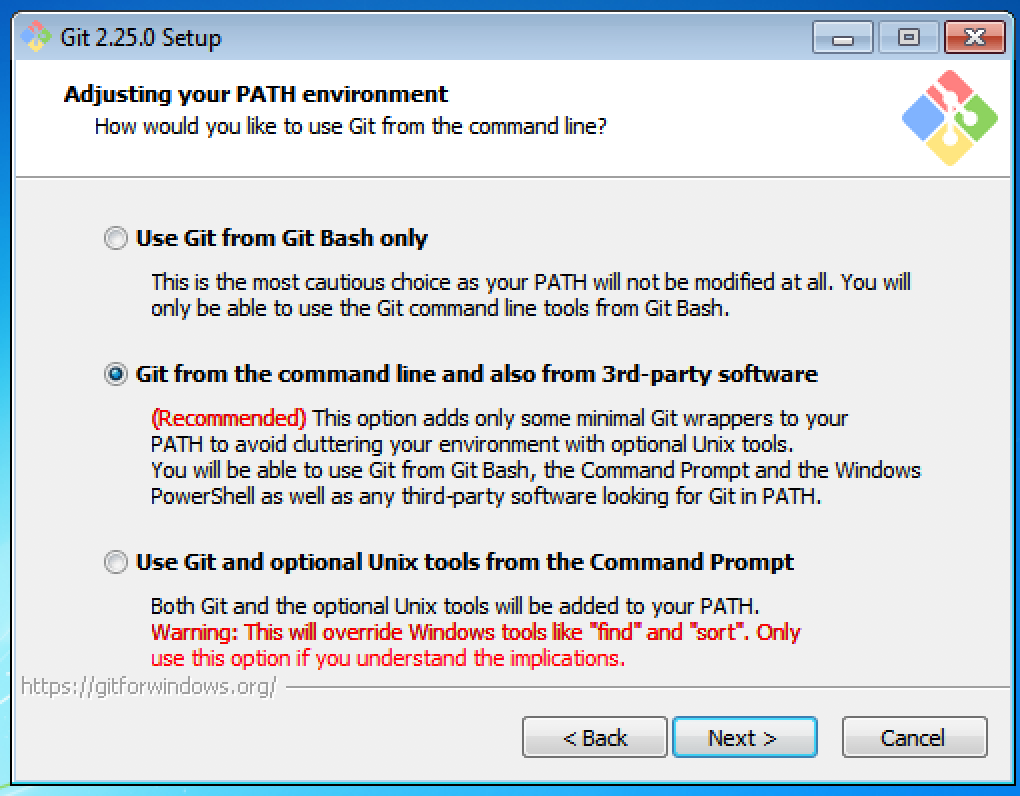 Git 2.25.0 Setup
Adjusting your PATH environment
How would you like to use Git from the command line?
Use Git from Git Bash only
This is the most cautious choice as your PATH will not be modified at all. You will
only be able to use the Git command line tools from Git Bash.
Git from the command line and also from 3rd-party software
(Recommended) This option adds only some minimal Git wrappers to your
PATH to avoid cluttering your environment with optional Unix tools.
You will be able to use Git from Git Bash, the Command Prompt and the Windows
PowerShell as well as any third-party software looking for Git in PATH.
Use Git and optional Unix tools from the Command Prompt
Both Git and the optional Unix tools will be added to your PATH.
Warning: This will override Windows tools like "find" and "sort". Only
use this option if you understand the implications.
https://gitforwindows.org/
< Back Next > Cancel